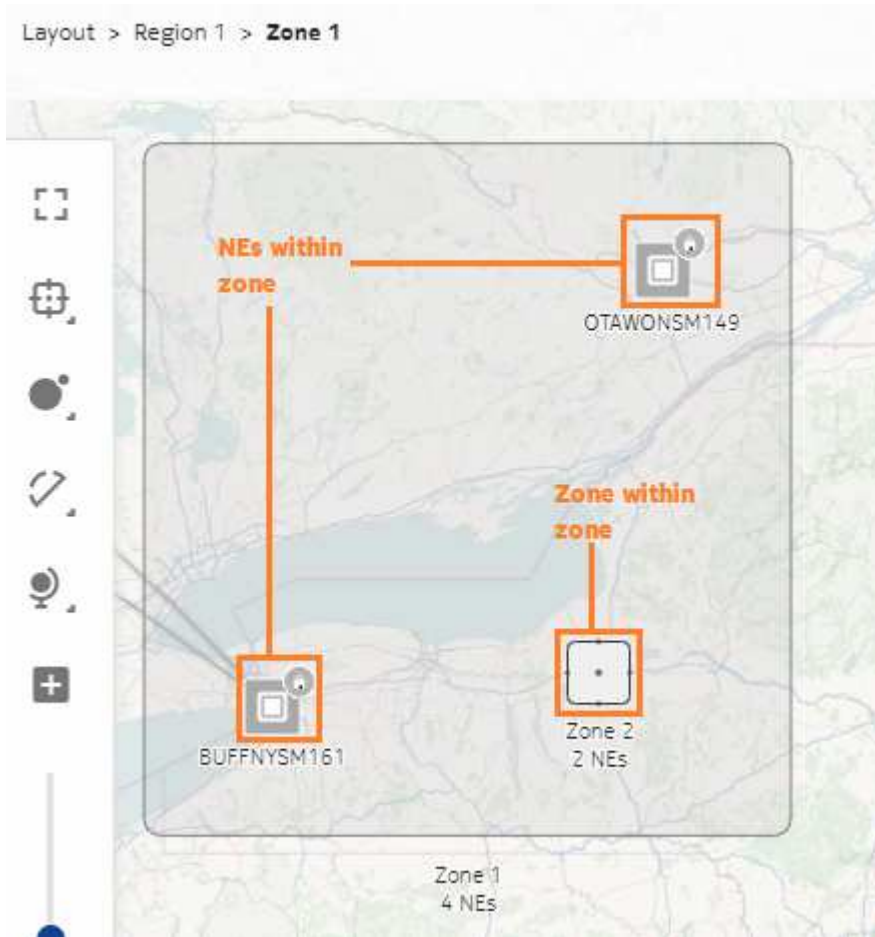 Layout > Region 1 > Zone 1
NEs within
zone
OTAWONSM149
Zone within
zone
BUFFNYSM161
Zone 2
2 NEs
Zone 1
4 NEs